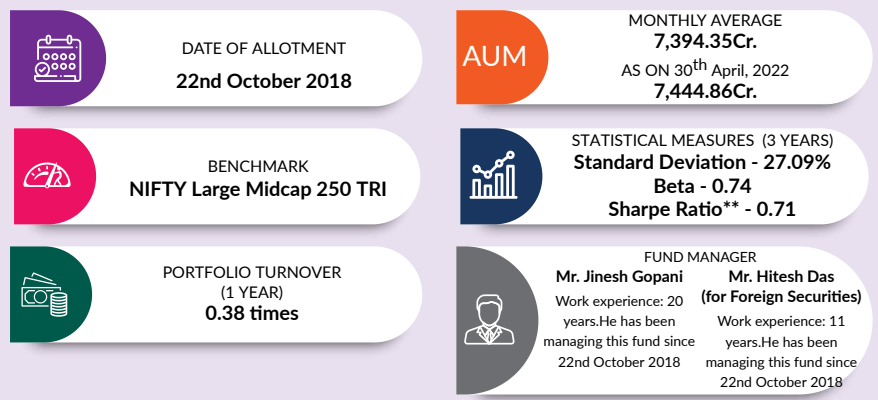 DATE OF ALLOTMENT
22nd October 2018
BENCHMARK
NIFTY Large Midcap 250 TRI
PORTFOLIO TURNOVER
(1 YEAR)
0.38 times
AUM
MONTHLY AVERAGE
7,394.35Cr.
AS ON 30th April, 2022
7,444.86Cr.
STATISTICAL MEASURES (3 YEARS)
Standard Deviation - 27.09%
Beta - 0.74
Sharpe Ratio** - 0.71
FUND MANAGER
Mr. Jinesh Gopani
Work experience: 20
years.He has been
managing this fund since
22nd October 2018
Mr. Hitesh Das
(for Foreign Securities)
Work experience: 11
years.He has been
managing this fund since
22nd October 2018